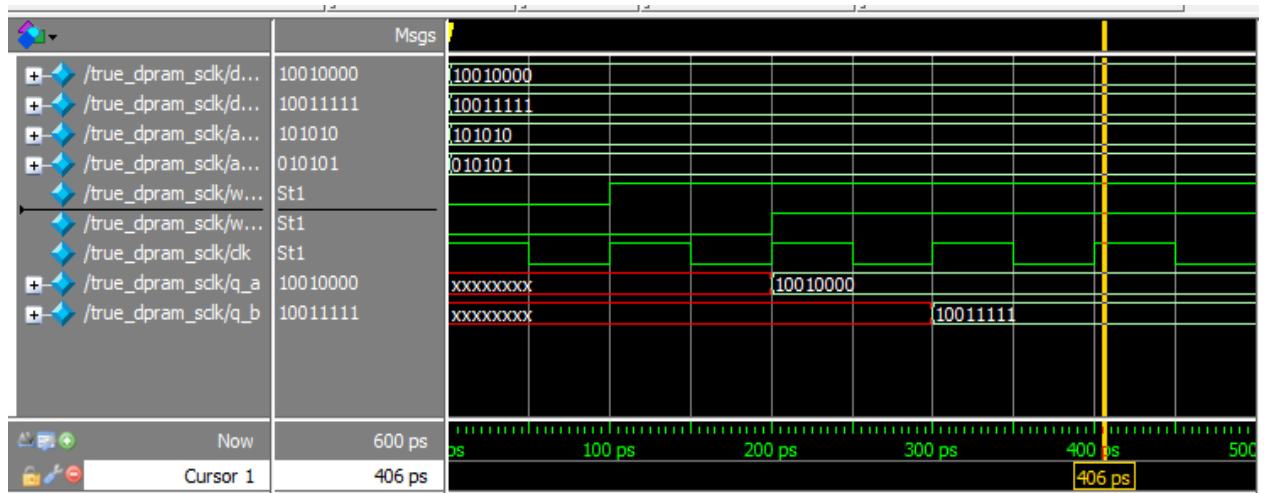 Msgs
/true_dpram_sclk/d... 10010000 10010000
/true_dpram_sclk/d... 10011111 10011111
/true_dpram_sclk/a... 101010 101010
/true_dpram_sclk/a... 010101 010101
/true_dpram_sclk/w... St1
/true_dpram_sclk/w... St1
/true_dpram_sclk/clk St1
/true_dpram_sclk/q_a 10010000 xxxxxxxx 10010000
/true_dpram_sclk/q_b 10011111 xxxxxxxx 10011111
Now 600 ps ps 100 ps 200 ps 300 ps 400 ps 500
Cursor 1 406 ps 406 ps